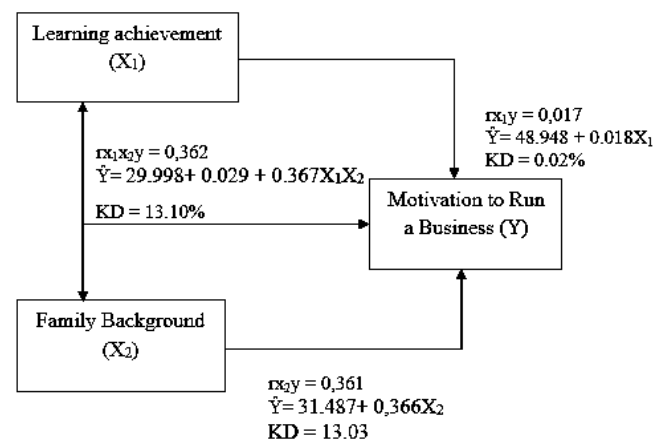 Learning achievement
(X₁)
rx₁y = 0,017
Ŷ= 48.948 + 0.018X₁
KD = 0.02%
rx₁x₂y = 0,362
Ŷ= 29.998+ 0.029 + 0.367X₁X₂
KD = 13.10%
Motivation to Run
a Business (Y)
Family Background
(X₂)
rx₂y = 0,361
Ŷ= 31.487+ 0,366X₂
KD = 13.03